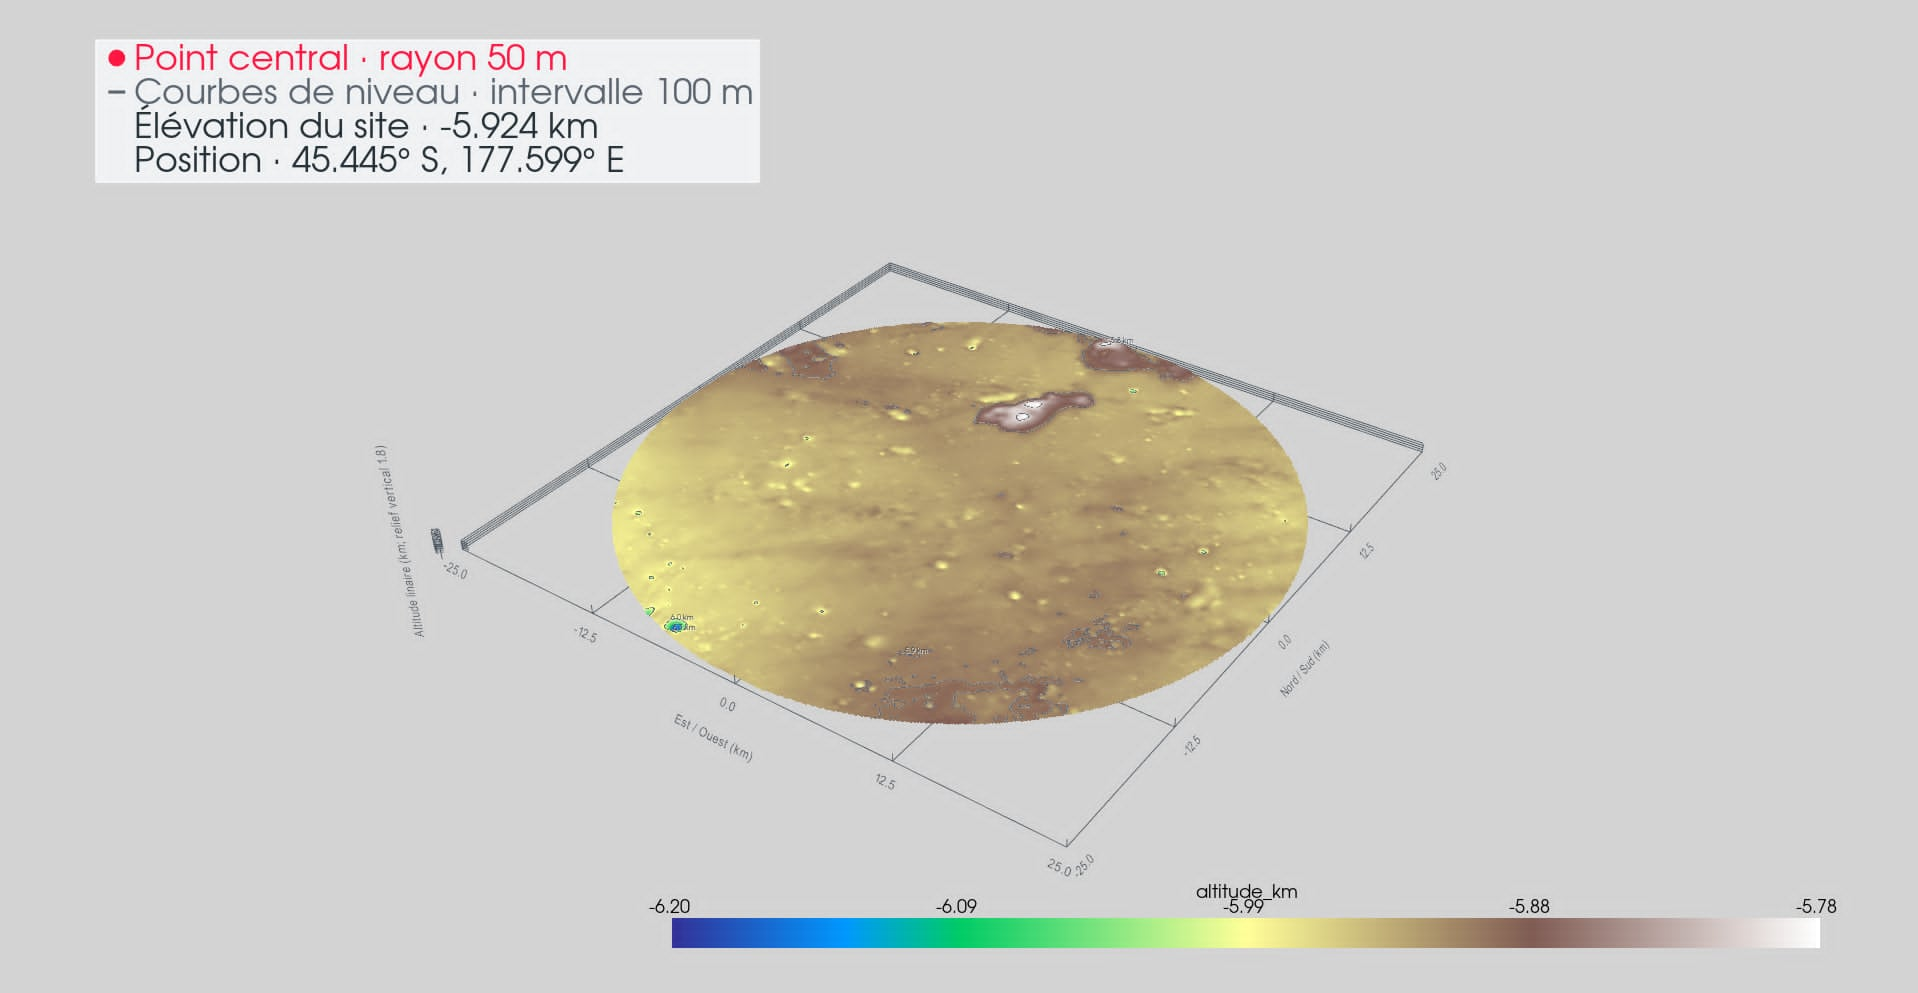 Point central · rayon 50 m
Courbes de niveau · intervalle 100 m
Élévation du site · -5.924 km
Position · 45.445° S, 177.599° E
Altitude linaire (km; relief vertical 1.8)
-25.0
-12.5
0.0
12.5
25.0
Est / Ouest (km)
-25.0
-12.5
0.0
12.5
25.0
Nord / Sud (km)
altitude_km
-6.20
-6.09
-5.99
-5.88
-5.78